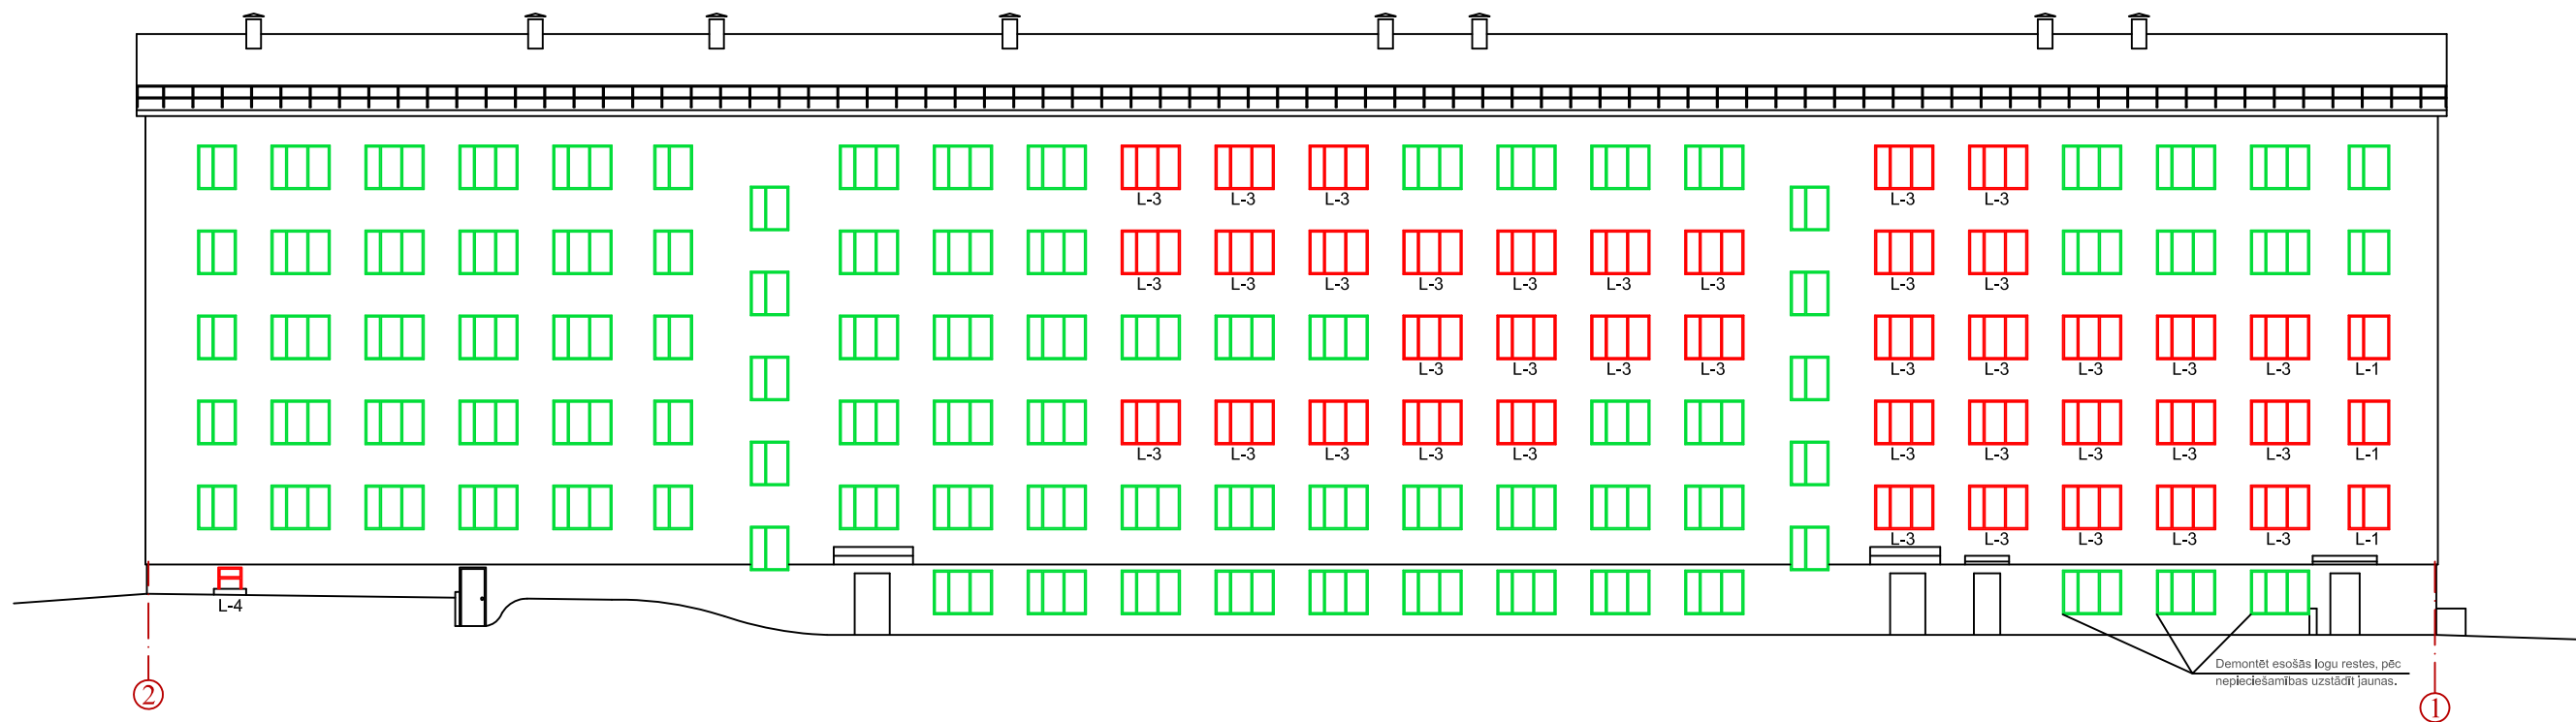 L-3 L-3 L-3 L-3 L-3
L-3 L-3 L-3 L-3 L-3 L-3 L-3 L-3 L-3
L-3 L-3 L-3 L-3 L-3 L-3 L-3 L-3 L-3 L-1
L-3 L-3 L-3 L-3 L-3 L-3 L-3 L-3 L-3 L-3 L-1
L-3 L-3 L-3 L-3 L-3 L-1
L-4
Demontēt esošās logu restes, pēc
nepieciešamības uzstādīt jaunas.
2 1